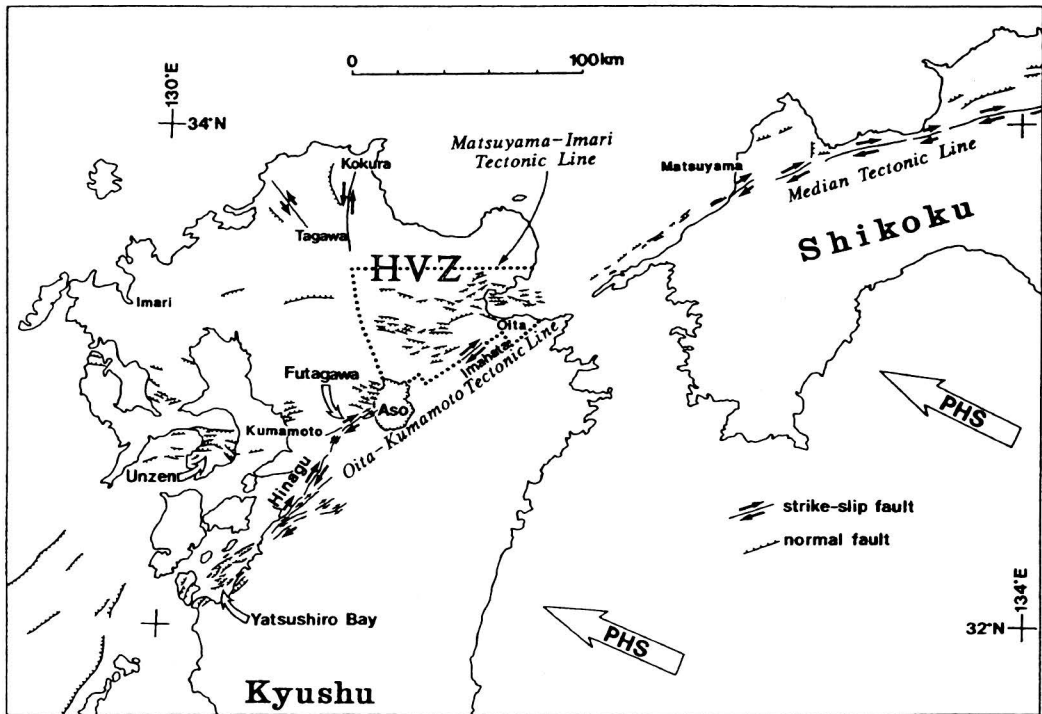 0
100km
130°E
34°N
Matsuyama-Imari
Tectonic Line
Kokura
Tagawa
Matsuyama
Median Tectonic Line
Shikoku
HVZ
Imari
Oita
Imahata
Futagawa
Aso
Kumamoto
Oita-Kumamoto Tectonic Line
PHS
Unzen
Hinagu
strike-slip fault
normal fault
Yatsushiro Bay
PHS
32°N
134°E
Kyushu